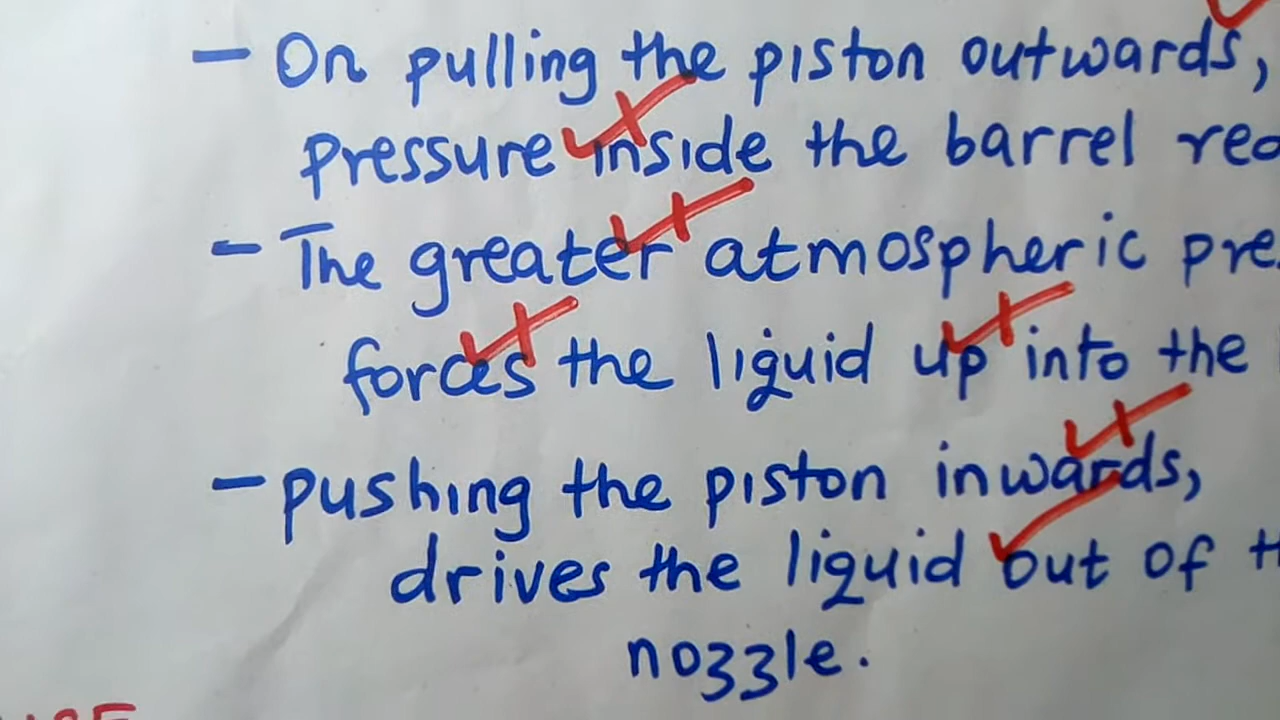 - On pulling the piston outwards,
pressure inside the barrel
- The greater atmospheric
forces the liquid up into the
- pushing the piston inwards,
drives the liquid out of
nozzle.